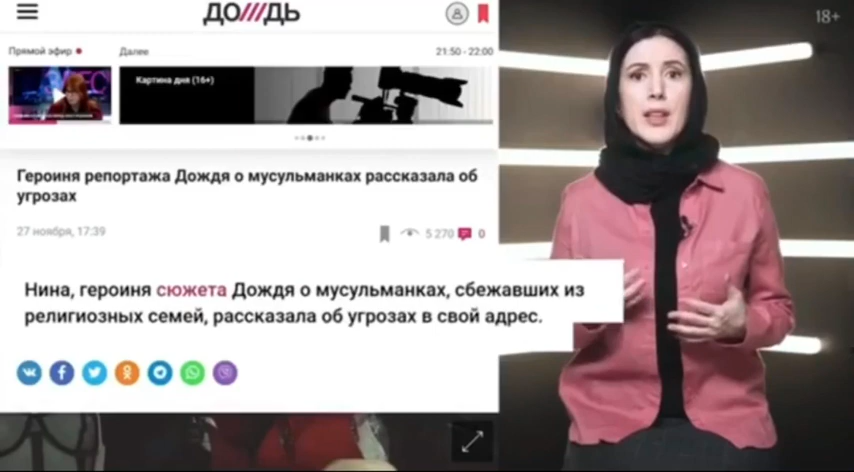 ДО///ДЬ
18+
Прямой эфир
Далее
21:50 - 22:00
Картина дня (16+)
Героиня репортажа Дождя о мусульманках рассказала об
угрозах
27 ноября, 17:39
5 270
0
Нина, героиня сюжета Дождя о мусульманках, сбежавших из
религиозных семей, рассказала об угрозах в свой адрес.